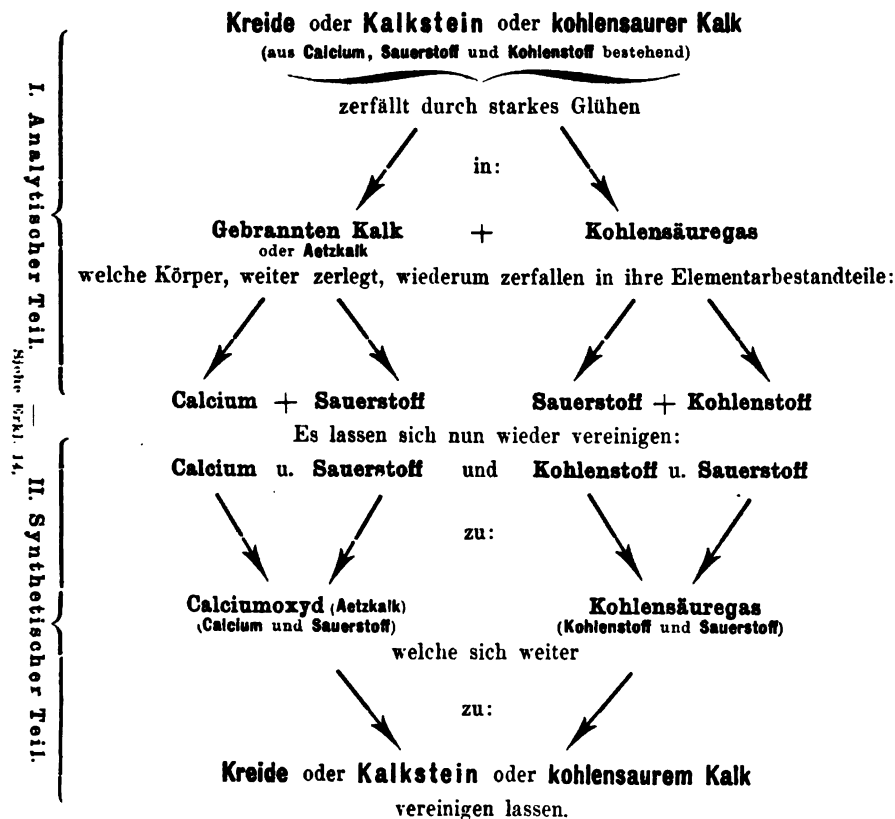 Kreide oder Kalkstein oder kohlensaurer Kalk
(aus Calcium, Sauerstoff und Kohlenstoff bestehend)
zerfällt durch starkes Glühen
in:
Gebrannten Kalk + Kohlensäuregas
oder Aetzkalk
welche Körper, weiter zerlegt, wiederum zerfallen in ihre Elementarbestandteile:
Calcium + Sauerstoff Sauerstoff + Kohlenstoff
I. Analytischer Teil. —
Siehe Erkl. 14.
Es lassen sich nun wieder vereinigen:
Calcium u. Sauerstoff und Kohlenstoff u. Sauerstoff
zu:
Calciumoxyd (Aetzkalk) Kohlensäuregas
(Calcium und Sauerstoff) (Kohlenstoff und Sauerstoff)
welche sich weiter
zu:
Kreide oder Kalkstein oder kohlensaurem Kalk
vereinigen lassen.
II. Synthetischer Teil.